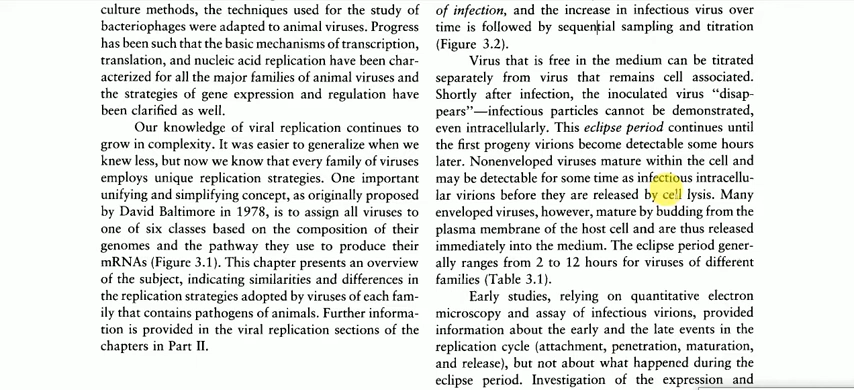 culture methods, the techniques used for the study of
bacteriophages were adapted to animal viruses. Progress
has been such that the basic mechanisms of transcription,
translation, and nucleic acid replication have been char-
acterized for all the major families of animal viruses and
the strategies of gene expression and regulation have
been clarified as well.
Our knowledge of viral replication continues to
grow in complexity. It was easier to generalize when we
knew less, but now we know that every family of viruses
employs unique replication strategies. One important
unifying and simplifying concept, as originally proposed
by David Baltimore in 1978, is to assign all viruses to
one of six classes based on the composition of their
genomes and the pathway they use to produce their
mRNAs (Figure 3.1). This chapter presents an overview
of the subject, indicating similarities and differences in
the replication strategies adopted by viruses of each fam-
ily that contains pathogens of animals. Further informa-
tion is provided in the viral replication sections of the
chapters in Part II.
of infection, and the increase in infectious virus over
time is followed by sequential sampling and titration
(Figure 3.2).
Virus that is free in the medium can be titrated
separately from virus that remains cell associated.
Shortly after infection, the inoculated virus “disap-
pears”—infectious particles cannot be demonstrated,
even intracellularly. This eclipse period continues until
the first progeny virions become detectable some hours
later. Nonenveloped viruses mature within the cell and
may be detectable for some time as infectious intracellu-
lar virions before they are released by cell lysis. Many
enveloped viruses, however, mature by budding from the
plasma membrane of the host cell and are thus released
immediately into the medium. The eclipse period gener-
ally ranges from 2 to 12 hours for viruses of different
families (Table 3.1).
Early studies, relying on quantitative electron
microscopy and assay of infectious virions, provided
information about the early and the late events in the
replication cycle (attachment, penetration, maturation,
and release), but not about what happened during the
eclipse period. Investigation of the expression and